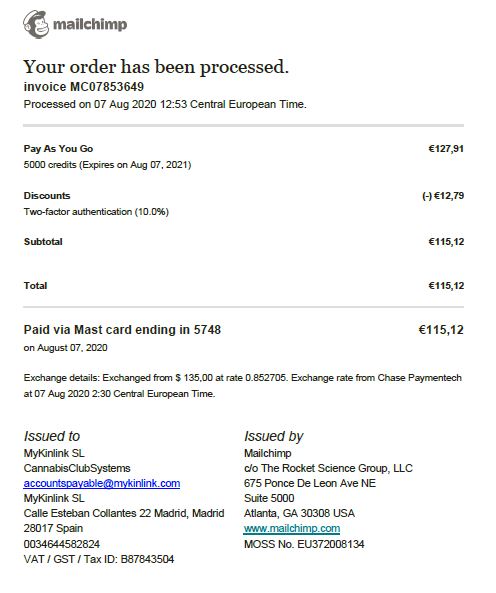 mailchimp
Your order has been processed.
invoice MC07853649
Processed on 07 Aug 2020 12:53 Central European Time.
Pay As You Go €127,91
5000 credits (Expires on Aug 07, 2021)
Discounts (-) €12,79
Two-factor authentication (10.0%)
Subtotal €115,12
Total €115,12
Paid via Mast card ending in 5748 €115,12
on August 07, 2020
Exchange details: Exchanged from $ 135,00 at rate 0.852705. Exchange rate from Chase Paymentech
at 07 Aug 2020 2:30 Central European Time.
Issued to
MyKinlink SL
CannabisClubSystems
accountspayable@mykinlink.com
MyKinlink SL
Calle Esteban Collantes 22 Madrid, Madrid
28017 Spain
0034644582824
VAT / GST / Tax ID: B87843504
Issued by
Mailchimp
c/o The Rocket Science Group, LLC
675 Ponce De Leon Ave NE
Suite 5000
Atlanta, GA 30308 USA
www.mailchimp.com
MOSS No. EU372008134